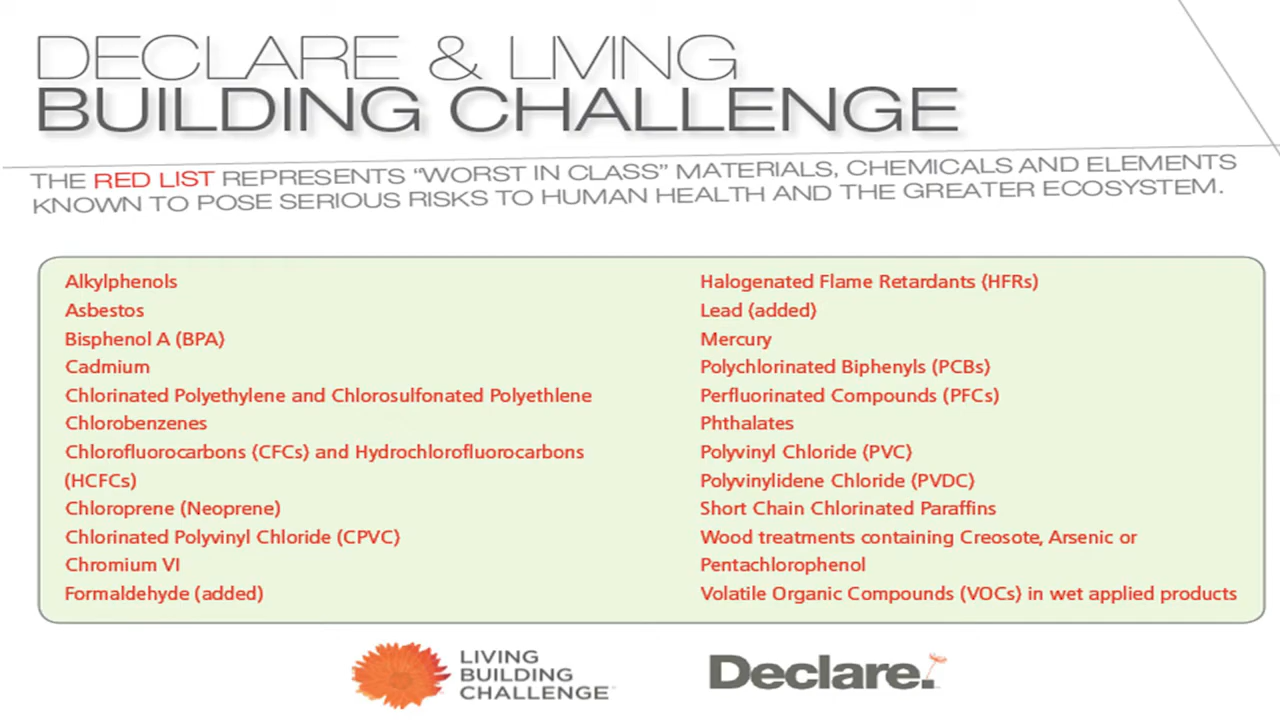 DECLARE & LIVING
BUILDING CHALLENGE
THE RED LIST REPRESENTS “WORST IN CLASS” MATERIALS, CHEMICALS AND ELEMENTS
KNOWN TO POSE SERIOUS RISKS TO HUMAN HEALTH AND THE GREATER ECOSYSTEM.
Alkylphenols
Asbestos
Bisphenol A (BPA)
Cadmium
Chlorinated Polyethylene and Chlorosulfonated Polyethlene
Chlorobenzenes
Chlorofluorocarbons (CFCs) and Hydrochlorofluorocarbons
(HCFCs)
Chloroprene (Neoprene)
Chlorinated Polyvinyl Chloride (CPVC)
Chromium VI
Formaldehyde (added)
Halogenated Flame Retardants (HFRs)
Lead (added)
Mercury
Polychlorinated Biphenyls (PCBs)
Perfluorinated Compounds (PFCs)
Phthalates
Polyvinyl Chloride (PVC)
Polyvinylidene Chloride (PVDC)
Short Chain Chlorinated Paraffins
Wood treatments containing Creosote, Arsenic or
Pentachlorophenol
Volatile Organic Compounds (VOCs) in wet applied products
LIVING
BUILDING
CHALLENGE
Declare.